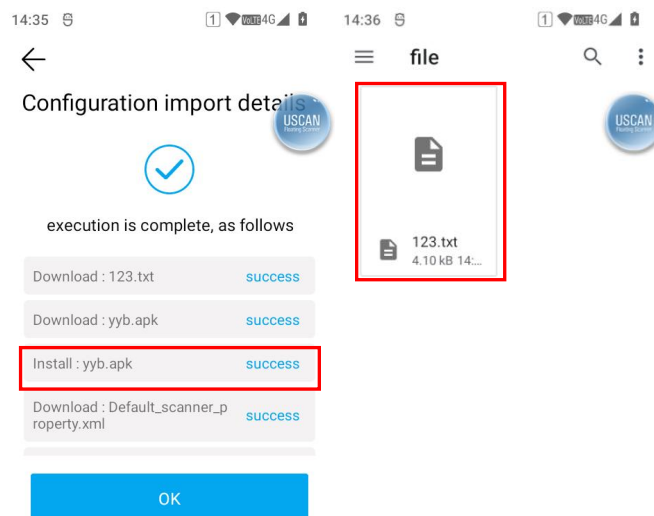 14:35
1 VoLTE 4G
Configuration import details
USCAN
Floating Scanner
execution is complete, as follows
Download : 123.txt success
Download : yyb.apk success
Install : yyb.apk success
Download : Default_scanner_p
roperty.xml success
OK
14:36
1 VoLTE 4G
file
USCAN
Floating Scanner
123.txt
4.10 kB 14:...